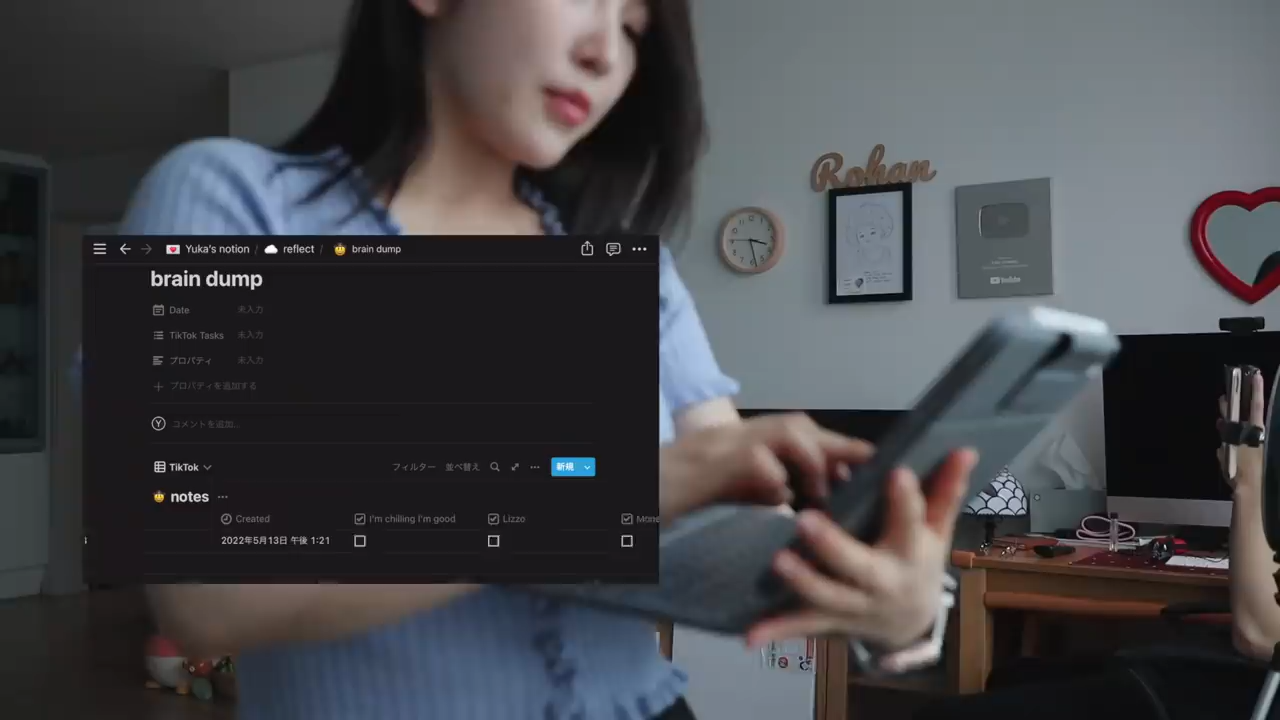 Rohan
YouTube
Yuka's notion / reflect / brain dump
brain dump
Date 未入力
TikTok Tasks 未入力
プロパティ 未入力
プロパティを追加する
Y コメントを追加...
TikTok フィルター 並べ替え 新規
notes
Created I'm chilling I'm good Lizzo Mone
2022年5月13日 午後 1:21